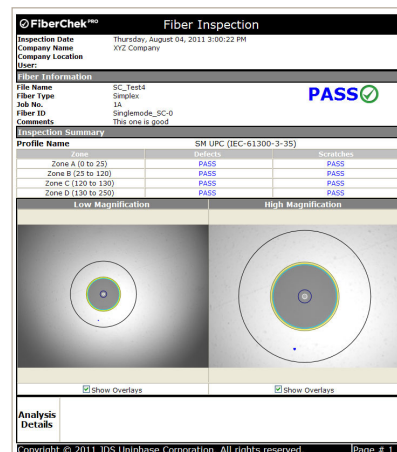 FiberChek PRO Fiber Inspection
Inspection Date Thursday, August 04, 2011 3:00:22 PM
Company Name XYZ Company
Company Location
User:
Fiber Information
File Name SC_Test4
Fiber Type Simplex
Job No. 1A
Fiber ID Singlemode_SC-0
Comments This one is good
PASS
Inspection Summary
Profile Name SM UPC (IEC-61300-3-35)
Zone Defects Scratches
Zone A (0 to 25) PASS PASS
Zone B (25 to 120) PASS PASS
Zone C (120 to 130) PASS PASS
Zone D (130 to 250) PASS PASS
Low Magnification High Magnification
Show Overlays Show Overlays
Analysis
Details
Copyright © 2011 JDS Uniphase Corporation. All rights reserved Page # 1